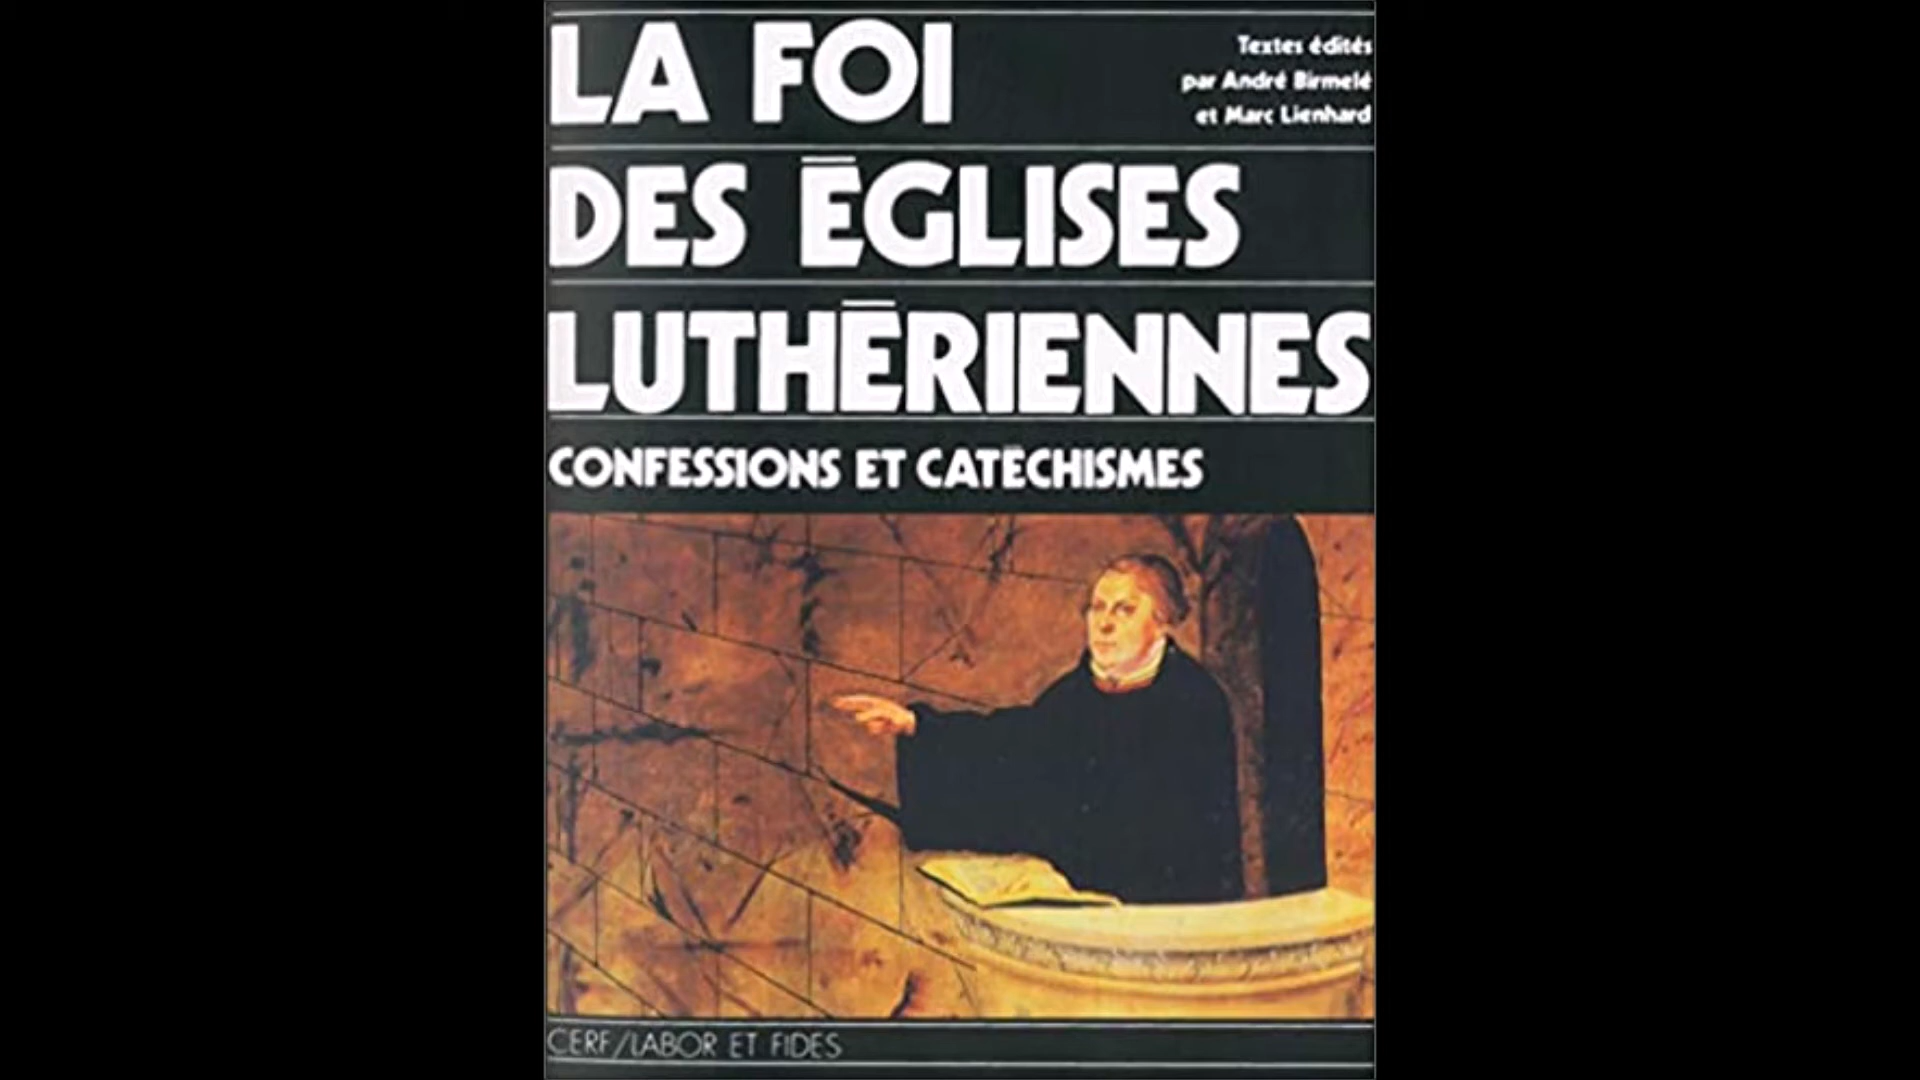 LA FOI
Textes édités
par André Birmelé
et Marc Lienhard
DES ÉGLISES
LUTHÉRIENNES
CONFESSIONS ET CATÉCHISMES
CERF/LABOR ET FIDES